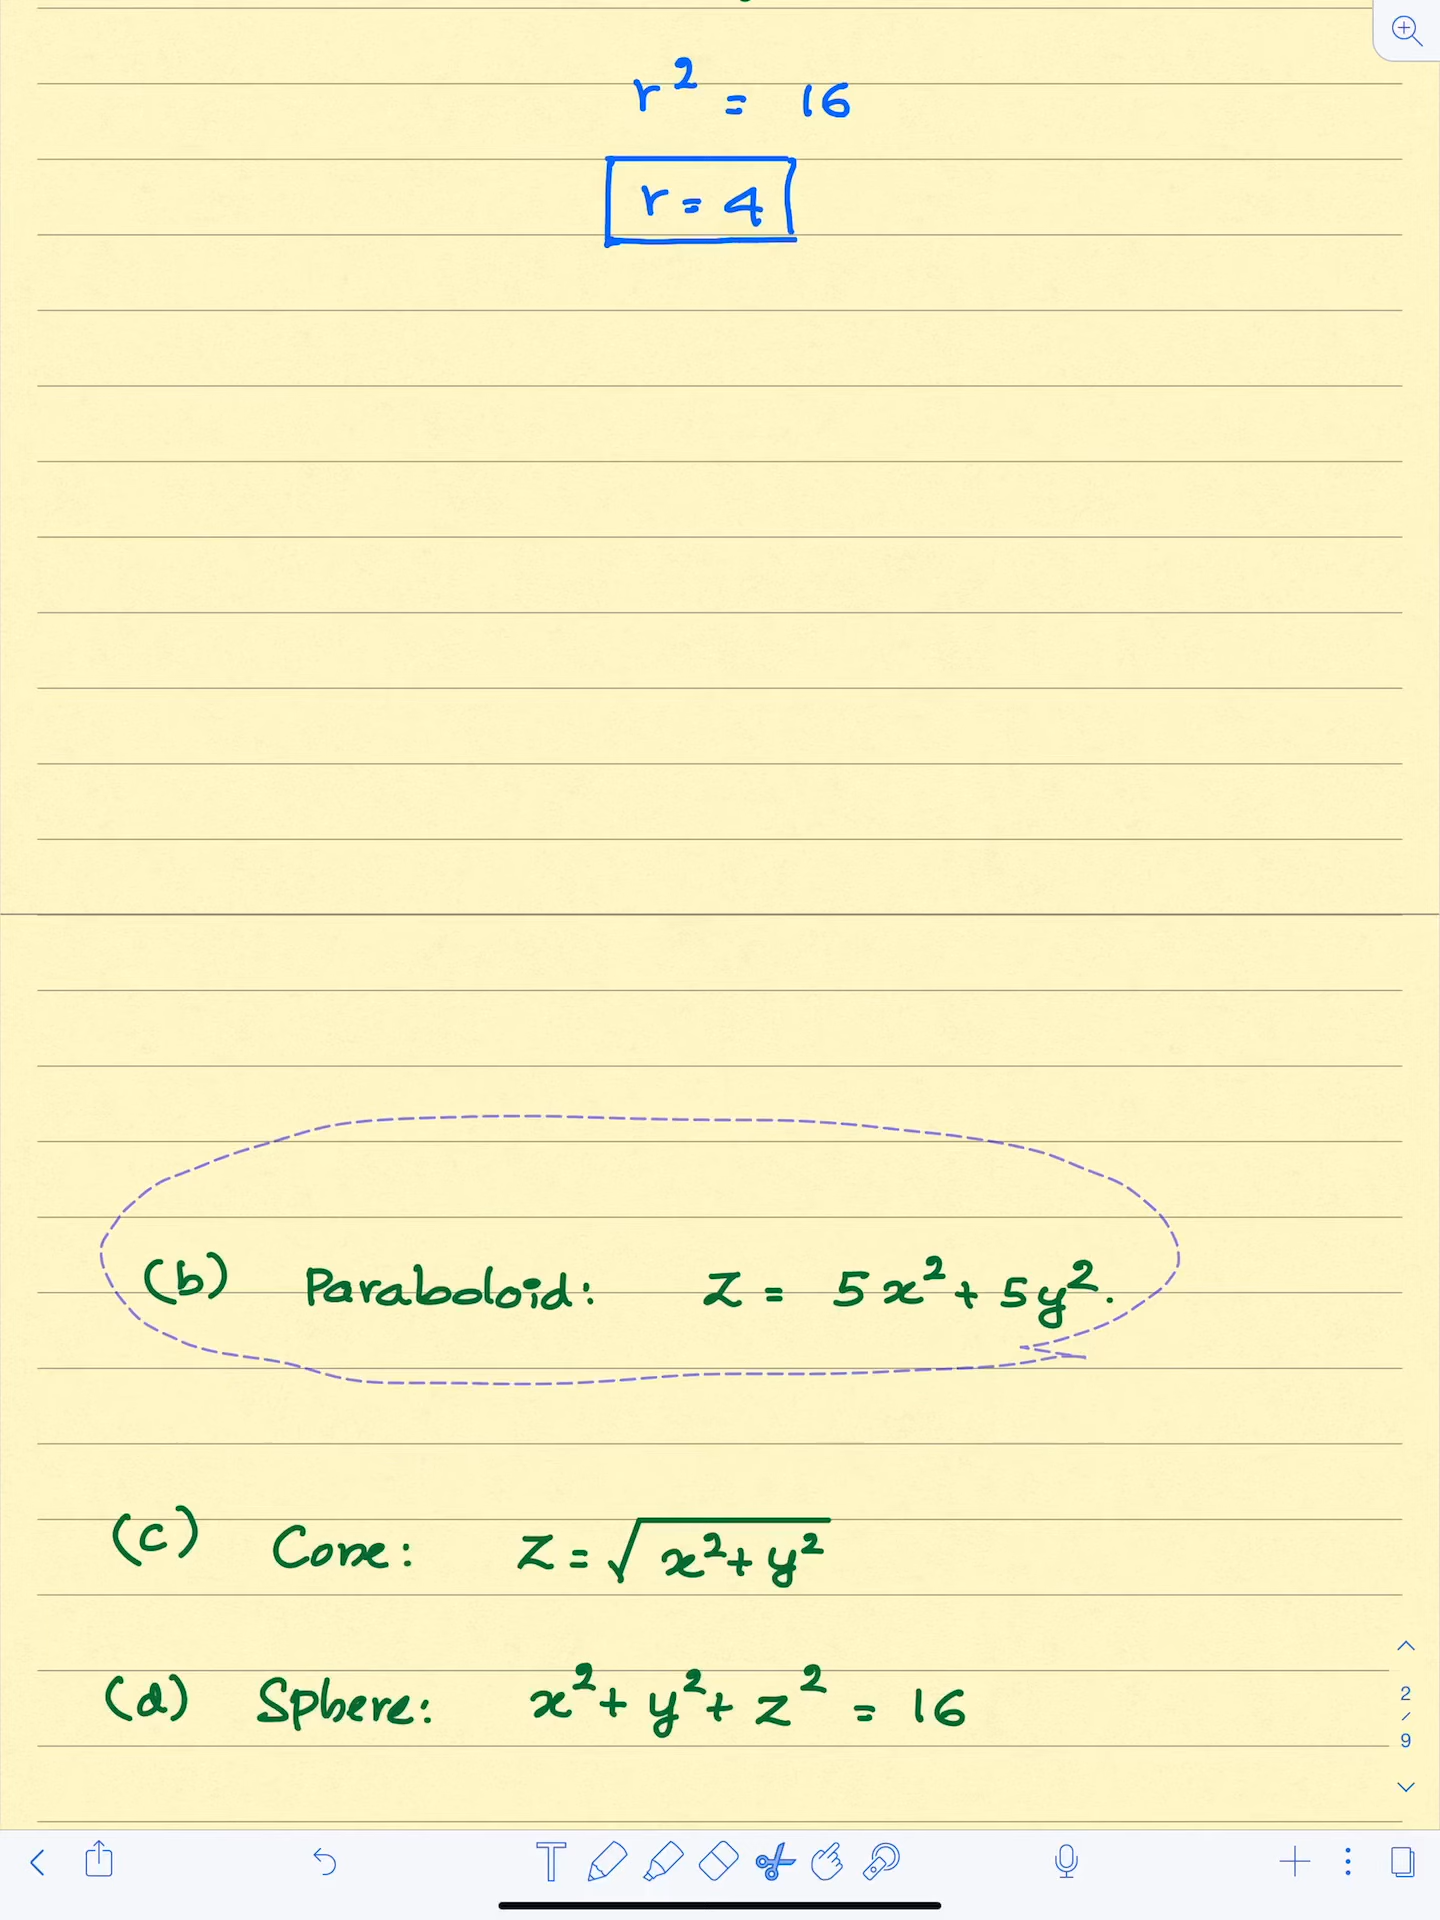 r² = 16
r = 4
(b) Paraboloid: z = 5x² + 5y².
(c) Cone: z = √(x² + y²)
(d) Sphere: x² + y² + z² = 16
2
/
9
T